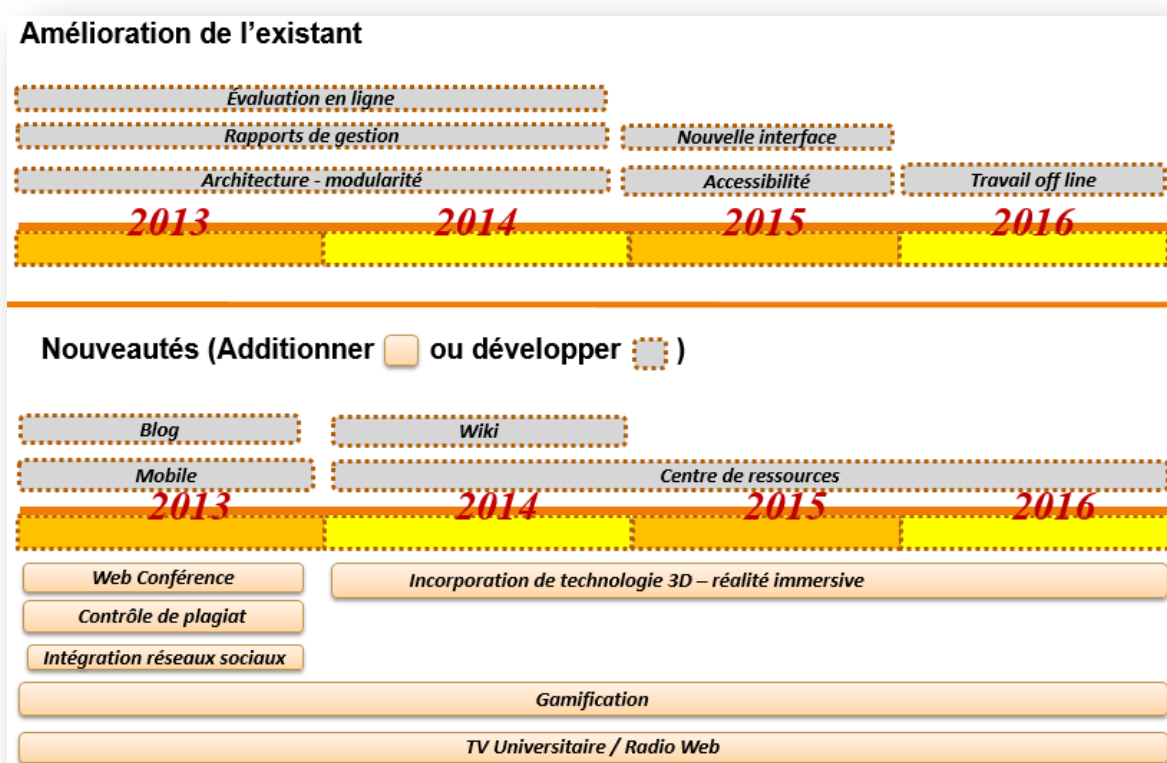 Amélioration de l'existant
Évaluation en ligne
Rapports de gestion
Nouvelle interface
Architecture - modularité
Accessibilité
Travail off line
2013 2014 2015 2016
Nouveautés (Additionner ou développer )
Blog
Wiki
Mobile
Centre de ressources
2013 2014 2015 2016
Web Conférence
Incorporation de technologie 3D – réalité immersive
Contrôle de plagiat
Intégration réseaux sociaux
Gamification
TV Universitaire / Radio Web